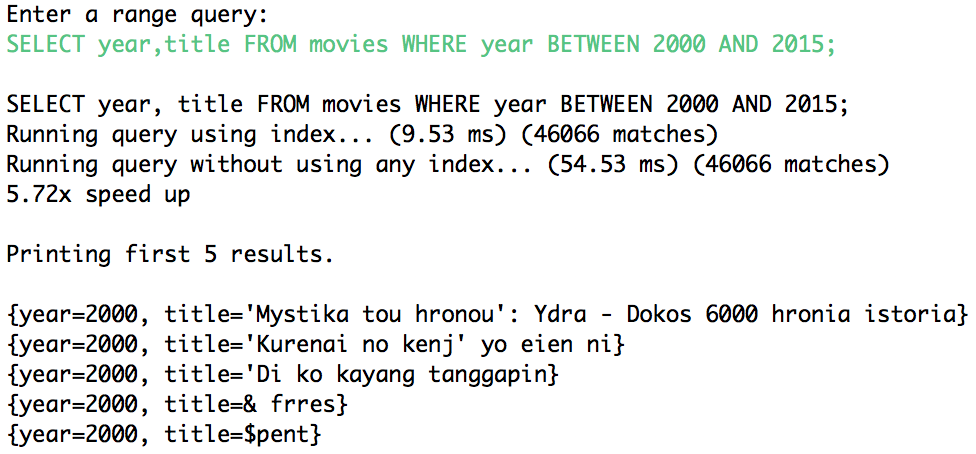 Enter a range query:
SELECT year,title FROM movies WHERE year BETWEEN 2000 AND 2015;
SELECT year, title FROM movies WHERE year BETWEEN 2000 AND 2015;
Running query using index... (9.53 ms) (46066 matches)
Running query without using any index... (54.53 ms) (46066 matches)
5.72x speed up
Printing first 5 results.
{year=2000, title='Mystika tou hronou': Ydra - Dokos 6000 hronia istoria}
{year=2000, title='Kurenai no kenj' yo eien ni}
{year=2000, title='Di ko kayang tanggapin}
{year=2000, title=& frres}
{year=2000, title=$pent}